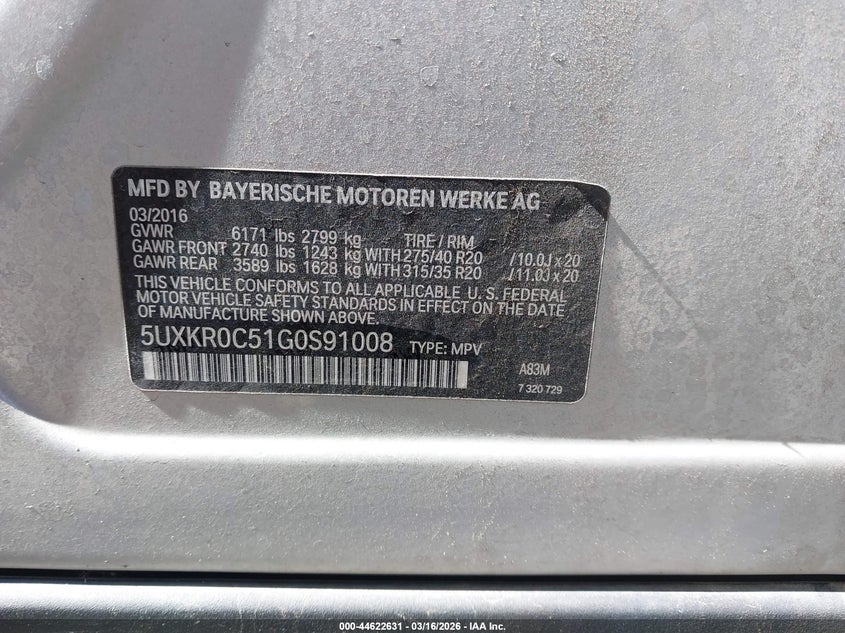 MFD BY BAYERISCHE MOTOREN WERKE AG
03/2016
GVWR 6171 lbs 2799 kg TIRE / RIM
GAWR FRONT 2740 lbs 1243 kg WITH 275/40 R20 /10.0J x 20
GAWR REAR 3589 lbs 1628 kg WITH 315/35 R20 /11.0J x 20
THIS VEHICLE CONFORMS TO ALL APPLICABLE U. S. FEDERAL
MOTOR VEHICLE SAFETY STANDARDS IN EFFECT ON THE DATE
OF MANUFACTURE SHOWN ABOVE.
5UXKR0C51G0S91008 TYPE: MPV
A83M
7 320 729
000-44622631 — 03/16/2026 — IAA Inc.